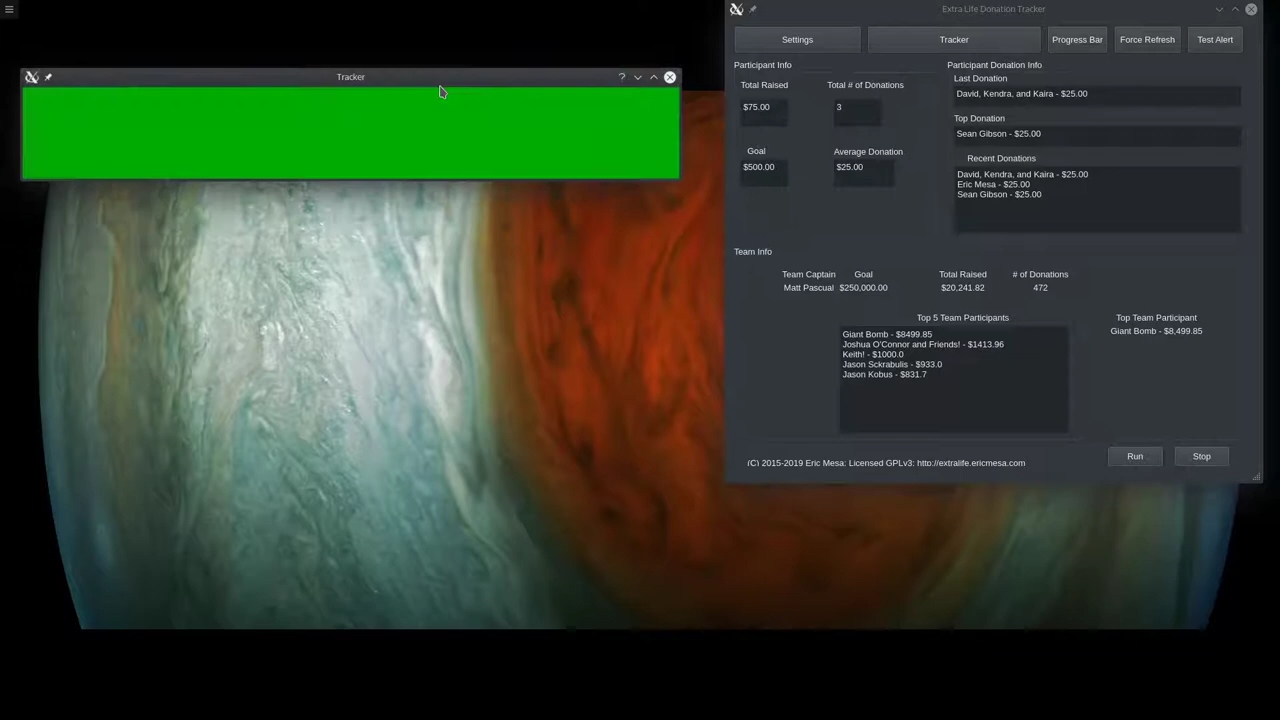 Extra Life Donation Tracker
Settings
Tracker
Progress Bar
Force Refresh
Test Alert
Tracker
?
Participant Info
Total Raised
Total # of Donations
$75.00
3
Goal
Average Donation
$500.00
$25.00
Participant Donation Info
Last Donation
David, Kendra, and Kaira - $25.00
Top Donation
Sean Gibson - $25.00
Recent Donations
David, Kendra, and Kaira - $25.00
Eric Mesa - $25.00
Sean Gibson - $25.00
Team Info
Team Captain
Goal
Total Raised
# of Donations
Matt Pascual
$250,000.00
$20,241.82
472
Top 5 Team Participants
Top Team Participant
Giant Bomb - $8499.85
Joshua O'Connor and Friends! - $1413.96
Keith! - $1000.0
Jason Sckrabulis - $933.0
Jason Kobus - $831.7
Giant Bomb - $8,499.85
(C) 2015-2019 Eric Mesa; Licensed GPLv3: http://extralife.ericmesa.com
Run
Stop